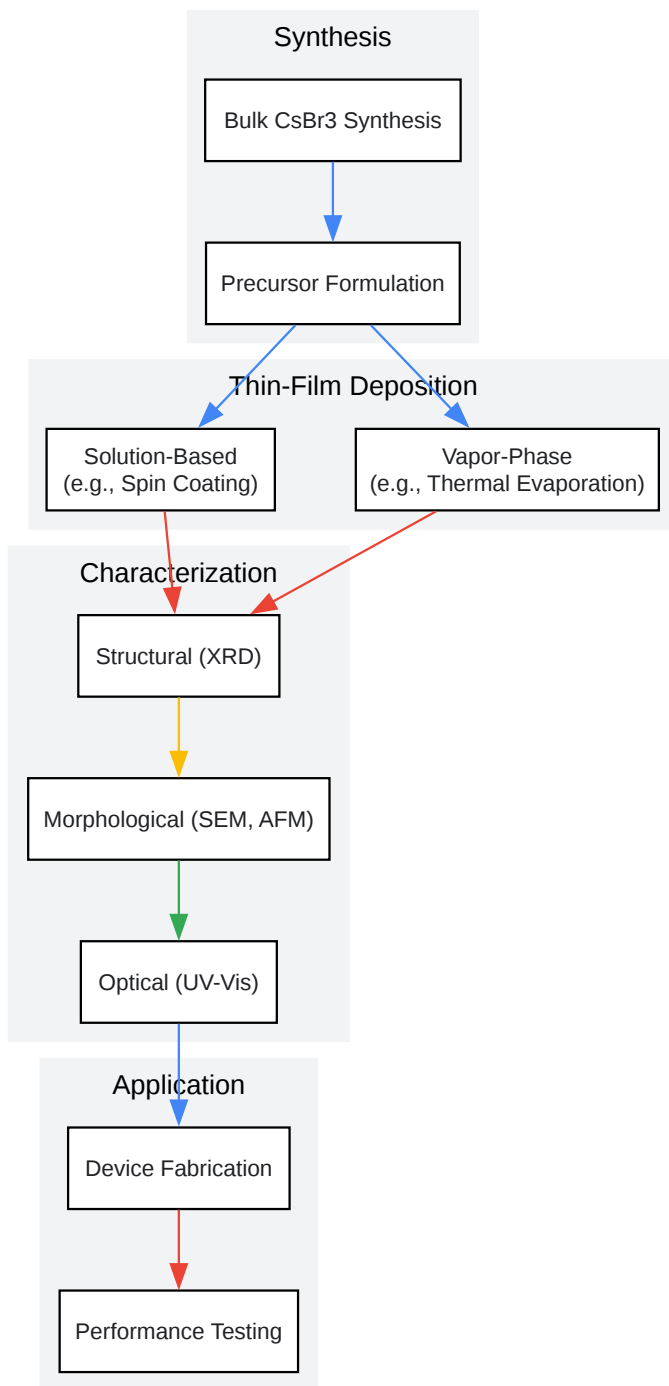 Synthesis
Bulk CsBr3 Synthesis
Precursor Formulation
Thin-Film Deposition
Solution-Based
(e.g., Spin Coating)
Vapor-Phase
(e.g., Thermal Evaporation)
Characterization
Structural (XRD)
Morphological (SEM, AFM)
Optical (UV-Vis)
Application
Device Fabrication
Performance Testing